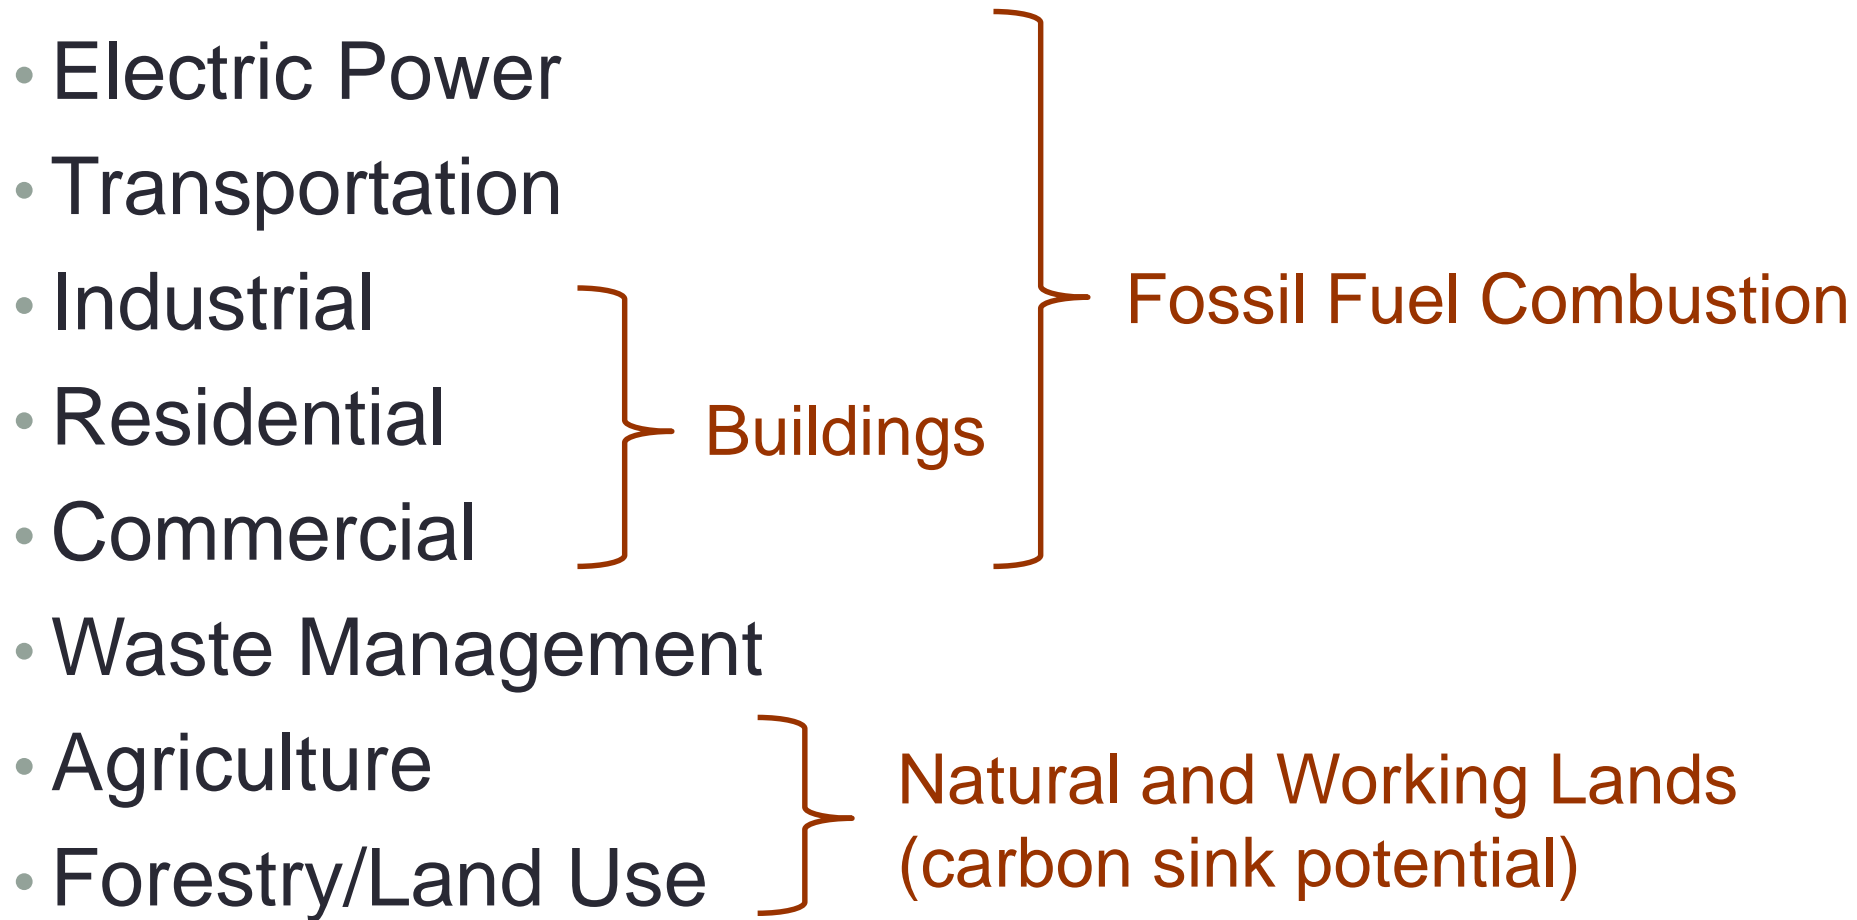 • Electric Power
• Transportation
• Industrial
• Residential
• Commercial
• Waste Management
• Agriculture
• Forestry/Land Use
Buildings
Fossil Fuel Combustion
Natural and Working Lands
(carbon sink potential)